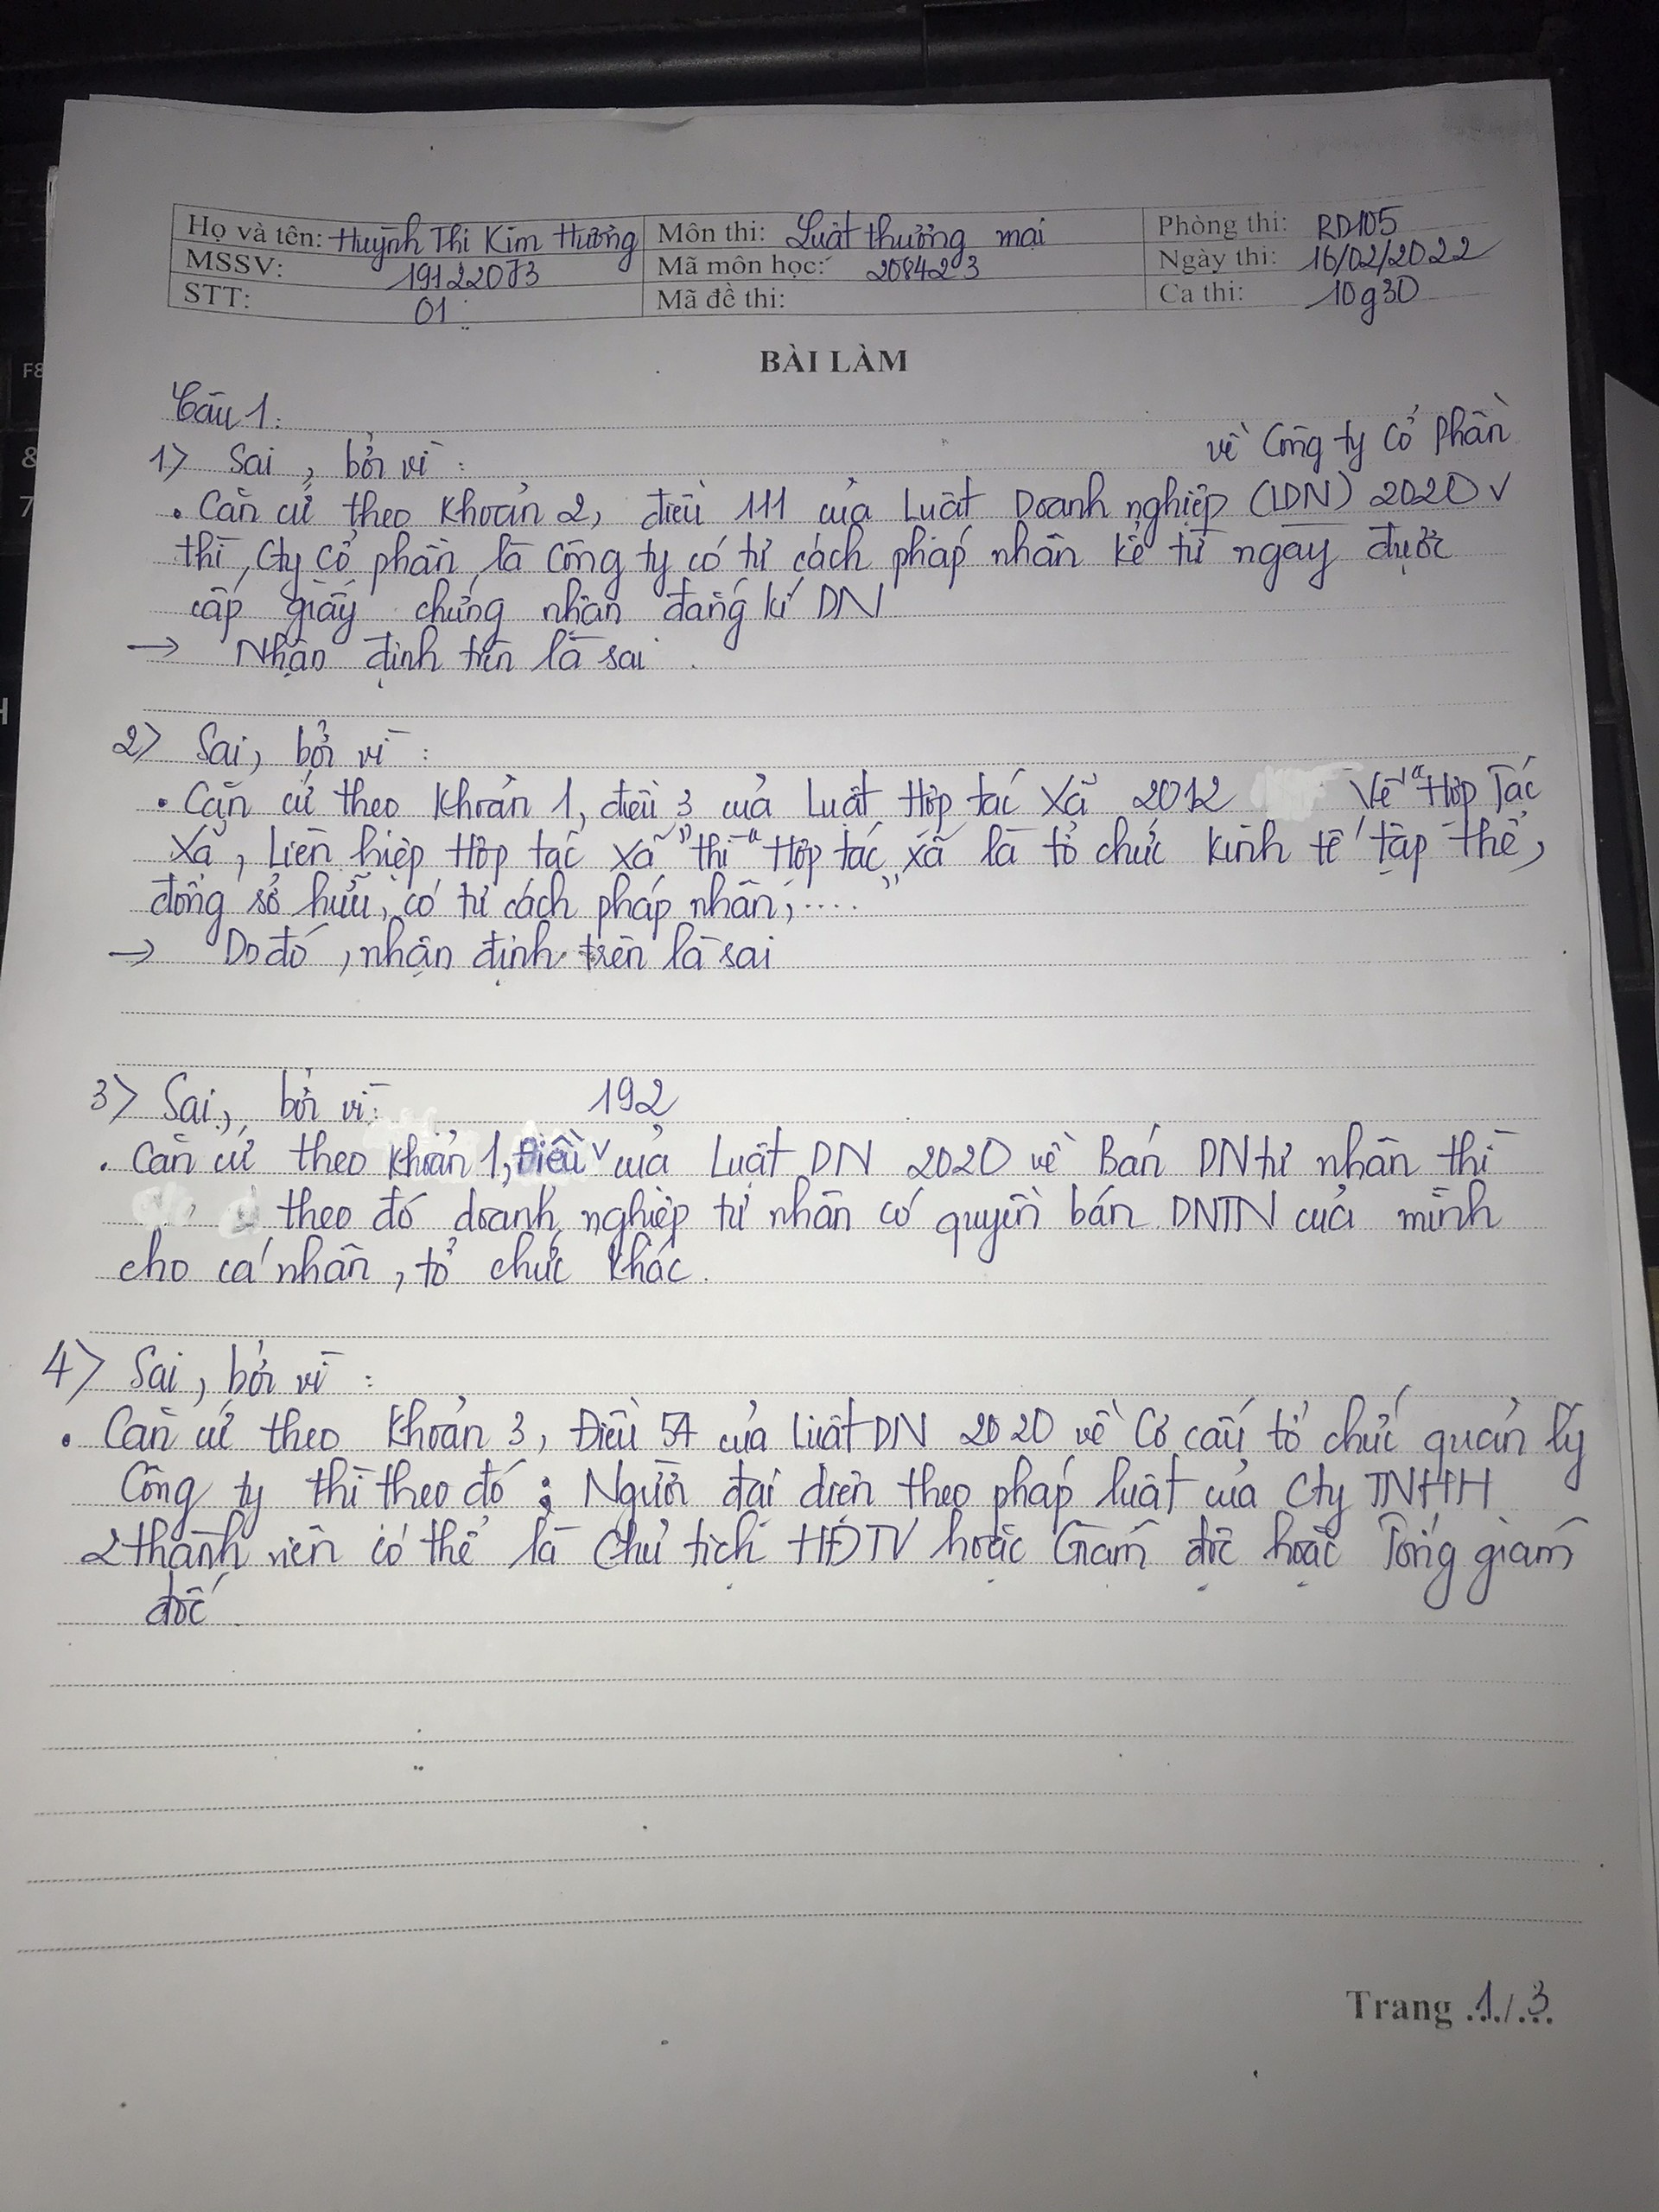 Họ và tên: Huỳnh Thị Kim Hường Môn thi: Luật thương mại Phòng thi: RD105
MSSV: 19122073 Mã môn học: 208423 Ngày thi: 16/02/2022
STT: 01 Mã đề thi: Ca thi: 10g30
BÀI LÀM
Câu 1:
1) Sai, bởi vì: về Công ty Cổ phần
• Căn cứ theo Khoản 2, điều 111 của Luật Doanh nghiệp (LDN) 2020 v
thì, Cty cổ phần là Công ty có tư cách pháp nhân kể từ ngày được
cấp giấy chứng nhận đăng kí DN
→ Nhận định trên là sai.
2) Sai, bởi vì:
• Căn cứ theo Khoản 1, điều 3 của Luật Hợp tác Xã 2012 Về "Hợp Tác
Xã, Liên hiệp Hợp tác Xã" thì "Hợp tác xã là tổ chức kinh tế tập thể,
đồng sở hữu, có tư cách pháp nhân,...."
→ Do đó, nhận định trên là sai
3) Sai, bởi vì: 192
• Căn cứ theo Khoản 1, Điều v của Luật DN 2020 về Bán DN tư nhân thì
theo đó doanh nghiệp tư nhân có quyền bán DNTN của mình
cho cá nhân, tổ chức khác.
4) Sai, bởi vì:
• Căn cứ theo Khoản 3, Điều 54 của Luật DN 2020 về Cơ cấu tổ chức quản lý
Công ty thì theo đó: Người đại diện theo pháp luật của Cty TNHH
2 thành viên có thể là Chủ tịch HĐTV hoặc Giám đốc hoặc Tổng giám
đốc.
Trang 1/3